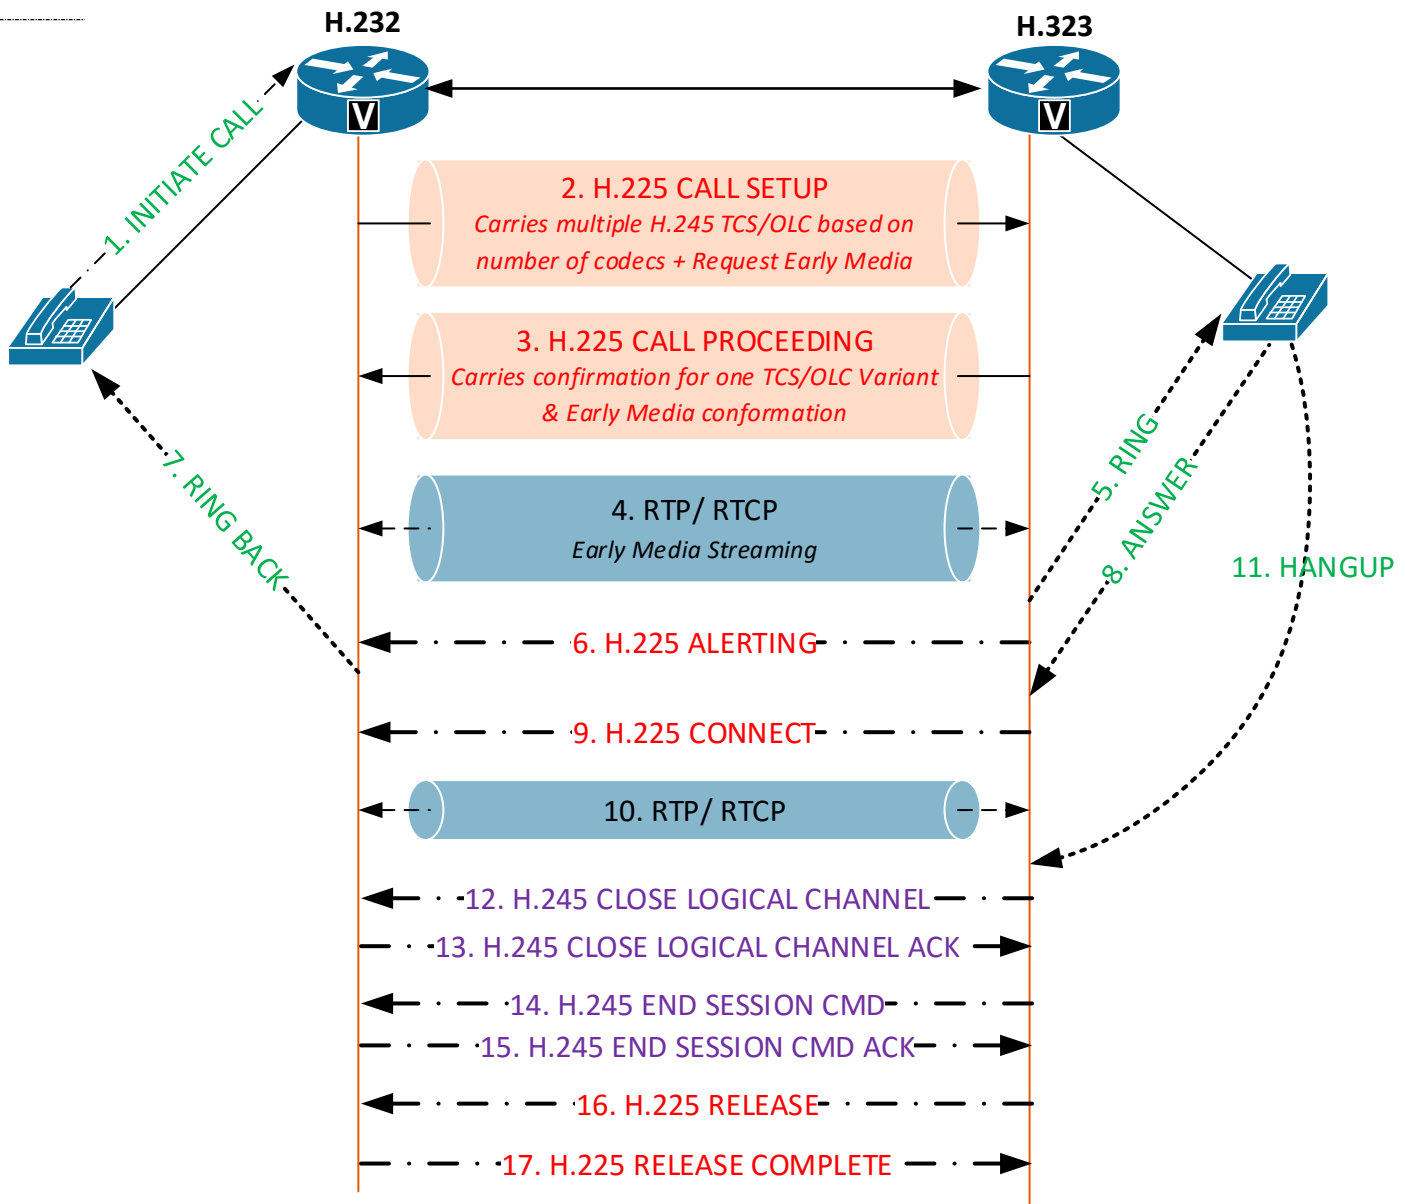 H.232
H.323
V
V
1. INITIATE CALL
2. H.225 CALL SETUP
Carries multiple H.245 TCS/OLC based on
number of codecs + Request Early Media
3. H.225 CALL PROCEEDING
Carries confirmation for one TCS/OLC Variant
& Early Media conformation
4. RTP/ RTCP
Early Media Streaming
5. RING
6. H.225 ALERTING
7. RING BACK
8. ANSWER
9. H.225 CONNECT
10. RTP/ RTCP
11. HANGUP
12. H.245 CLOSE LOGICAL CHANNEL
13. H.245 CLOSE LOGICAL CHANNEL ACK
14. H.245 END SESSION CMD
15. H.245 END SESSION CMD ACK
16. H.225 RELEASE
17. H.225 RELEASE COMPLETE